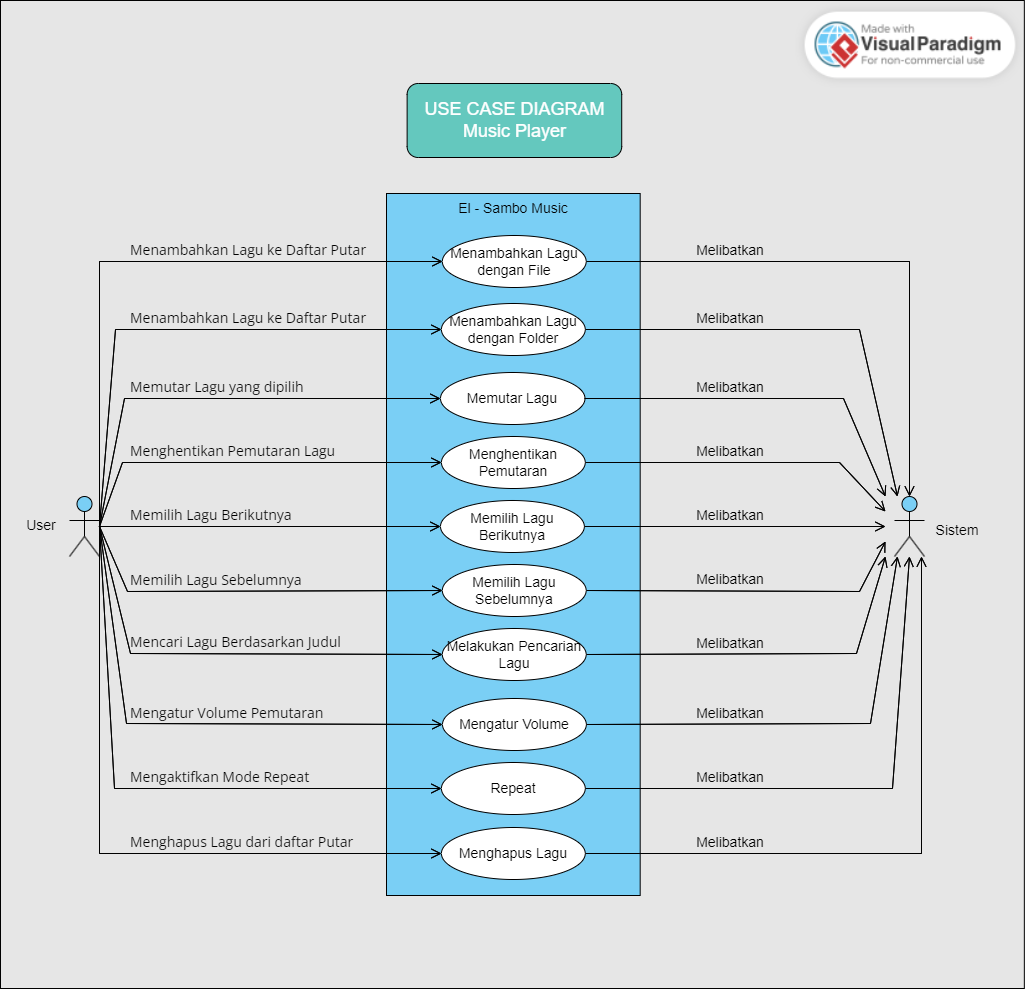 Made with
Visual Paradigm
For non-commercial use
USE CASE DIAGRAM
Music Player
El - Sambo Music
Menambahkan Lagu ke Daftar Putar
Menambahkan Lagu
dengan File
Melibatkan
Menambahkan Lagu ke Daftar Putar
Menambahkan Lagu
dengan Folder
Melibatkan
Memutar Lagu yang dipilih
Memutar Lagu
Melibatkan
Menghentikan Pemutaran Lagu
Menghentikan
Pemutaran
Melibatkan
User
Memilih Lagu Berikutnya
Memilih Lagu
Berikutnya
Melibatkan
Sistem
Memilih Lagu Sebelumnya
Memilih Lagu
Sebelumnya
Melibatkan
Mencari Lagu Berdasarkan Judul
Melakukan Pencarian
Lagu
Melibatkan
Mengatur Volume Pemutaran
Mengatur Volume
Melibatkan
Mengaktifkan Mode Repeat
Repeat
Melibatkan
Menghapus Lagu dari daftar Putar
Menghapus Lagu
Melibatkan